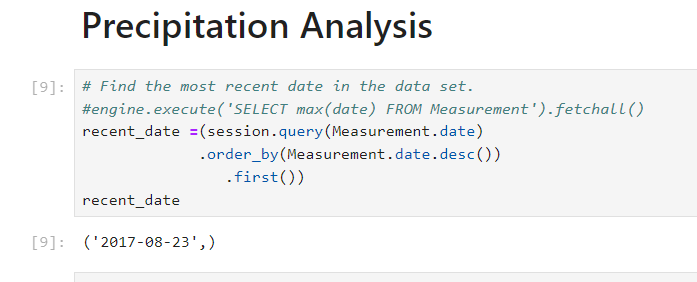 Precipitation Analysis
[9]: # Find the most recent date in the data set.
#engine.execute('SELECT max(date) FROM Measurement').fetchall()
recent_date =(session.query(Measurement.date)
.order_by(Measurement.date.desc())
.first())
recent_date
[9]: ('2017-08-23',)